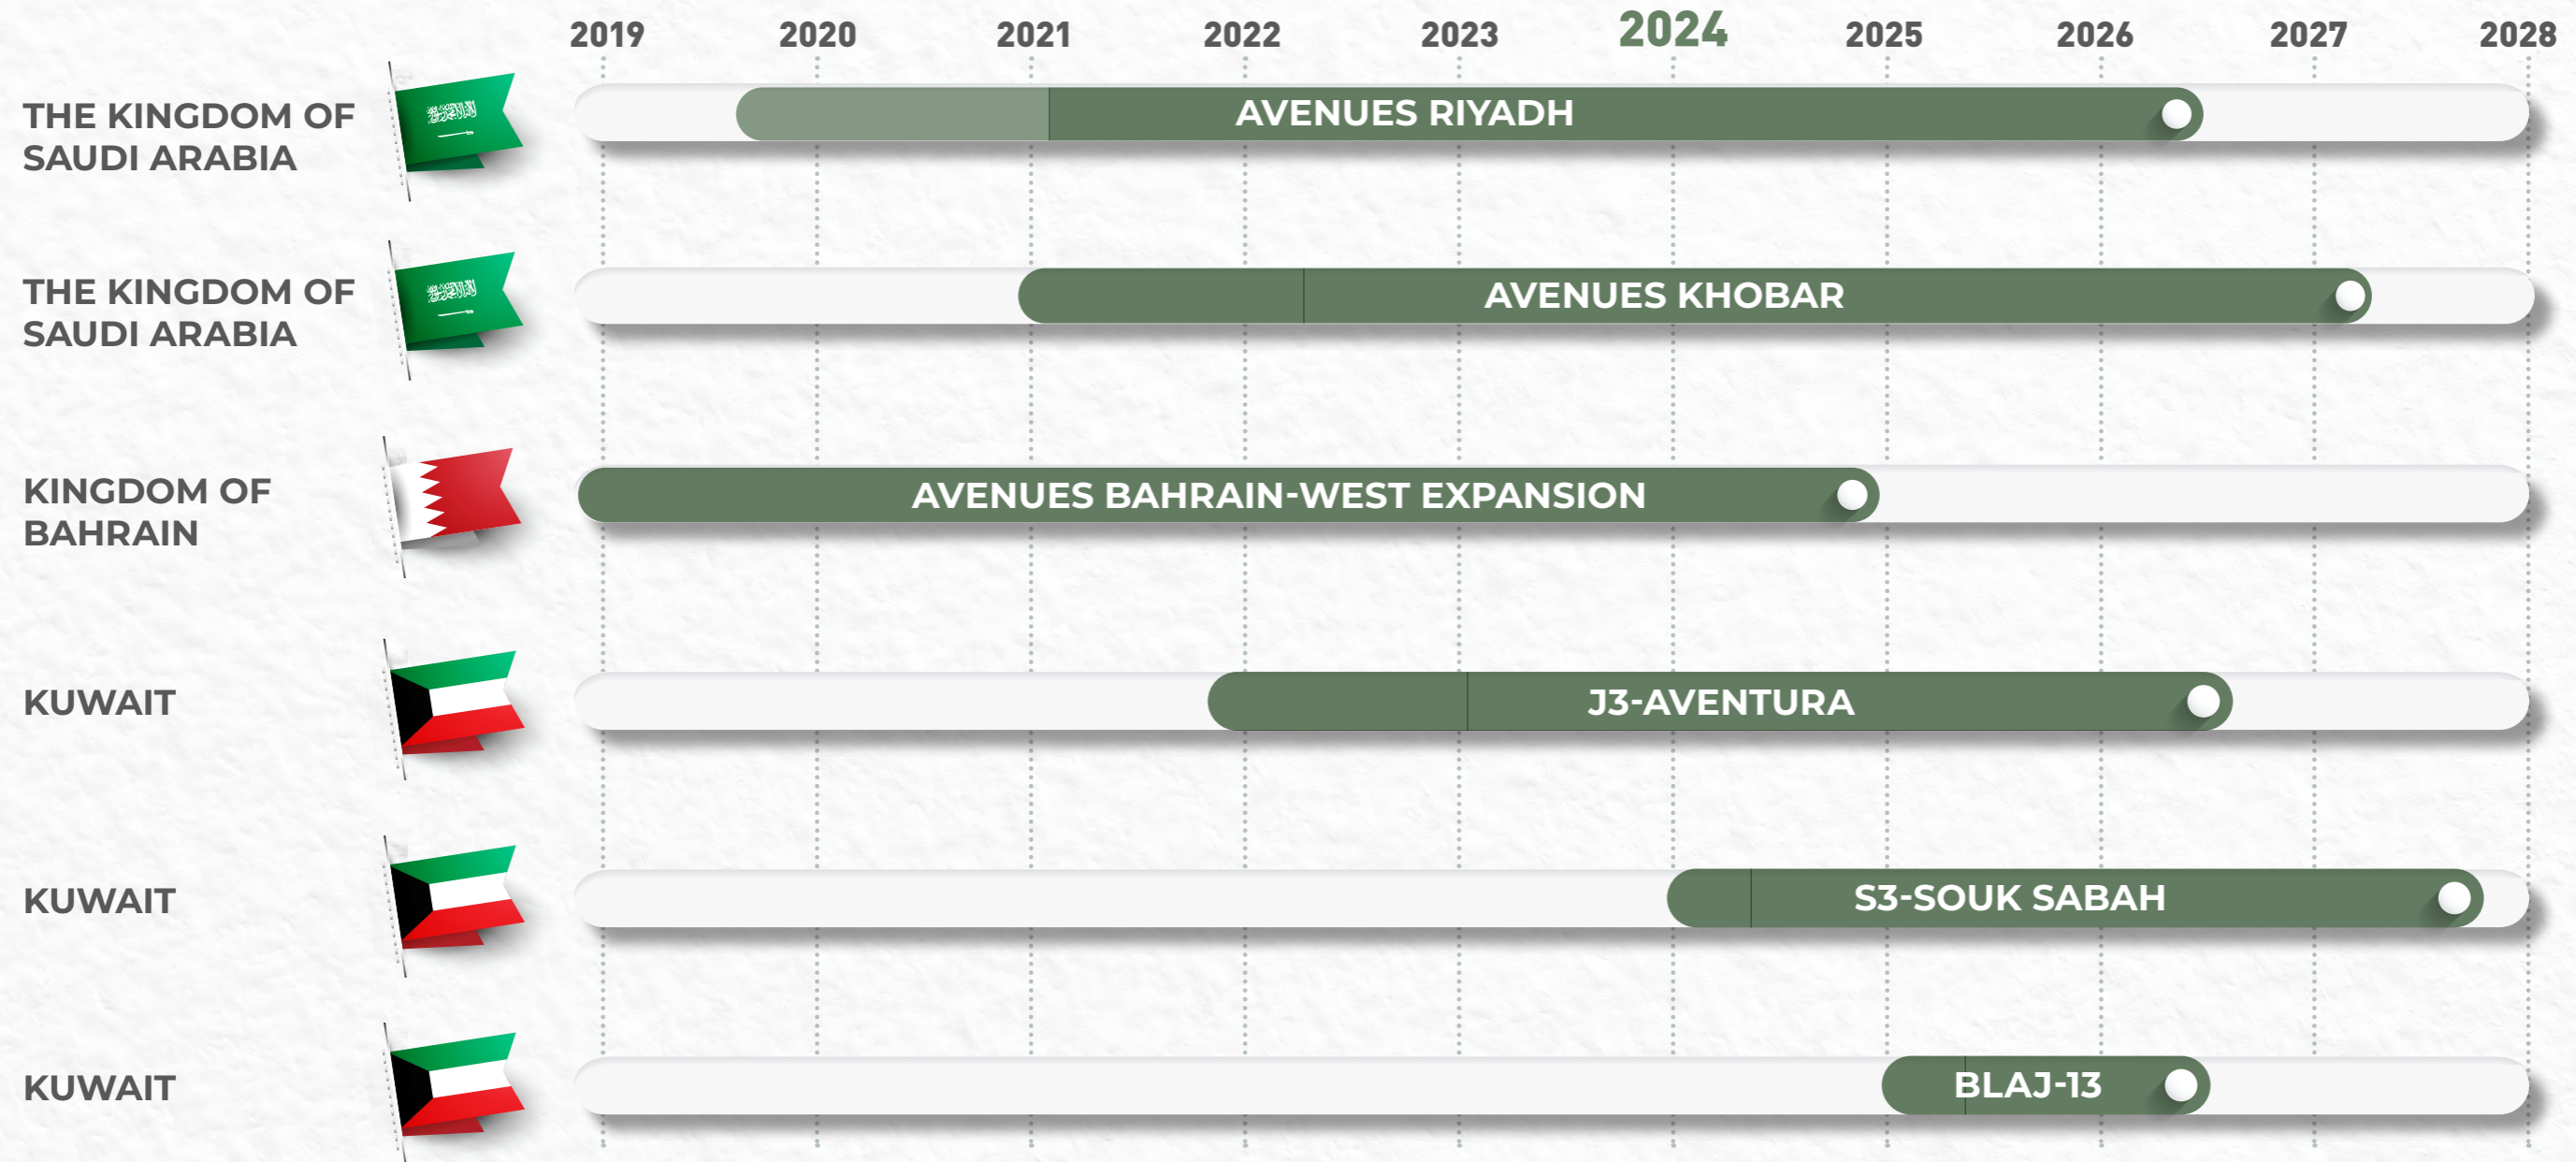 2019 2020 2021 2022 2023 2024 2025 2026 2027 2028
THE KINGDOM OF
SAUDI ARABIA
AVENUES RIYADH
THE KINGDOM OF
SAUDI ARABIA
AVENUES KHOBAR
KINGDOM OF
BAHRAIN
AVENUES BAHRAIN-WEST EXPANSION
KUWAIT
J3-AVENTURA
KUWAIT
S3-SOUK SABAH
KUWAIT
BLAJ-13